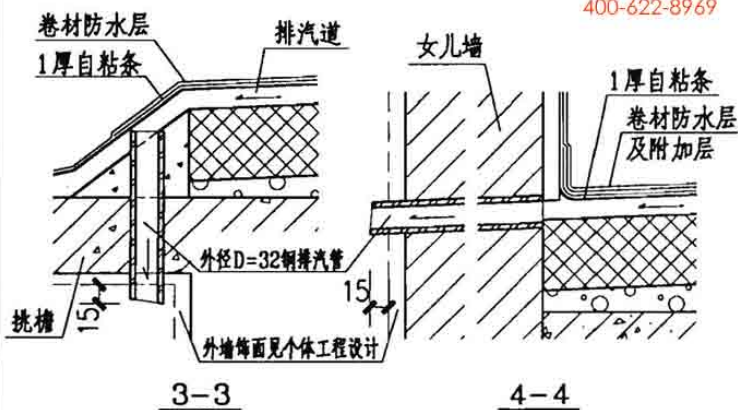 400-622-8969
卷材防水层
1厚自粘条
排汽道
女儿墙
1厚自粘条
卷材防水层
及附加层
外径D=32钢排汽管
15
15
挑檐
外墙饰面见个体工程设计
3-3
4-4